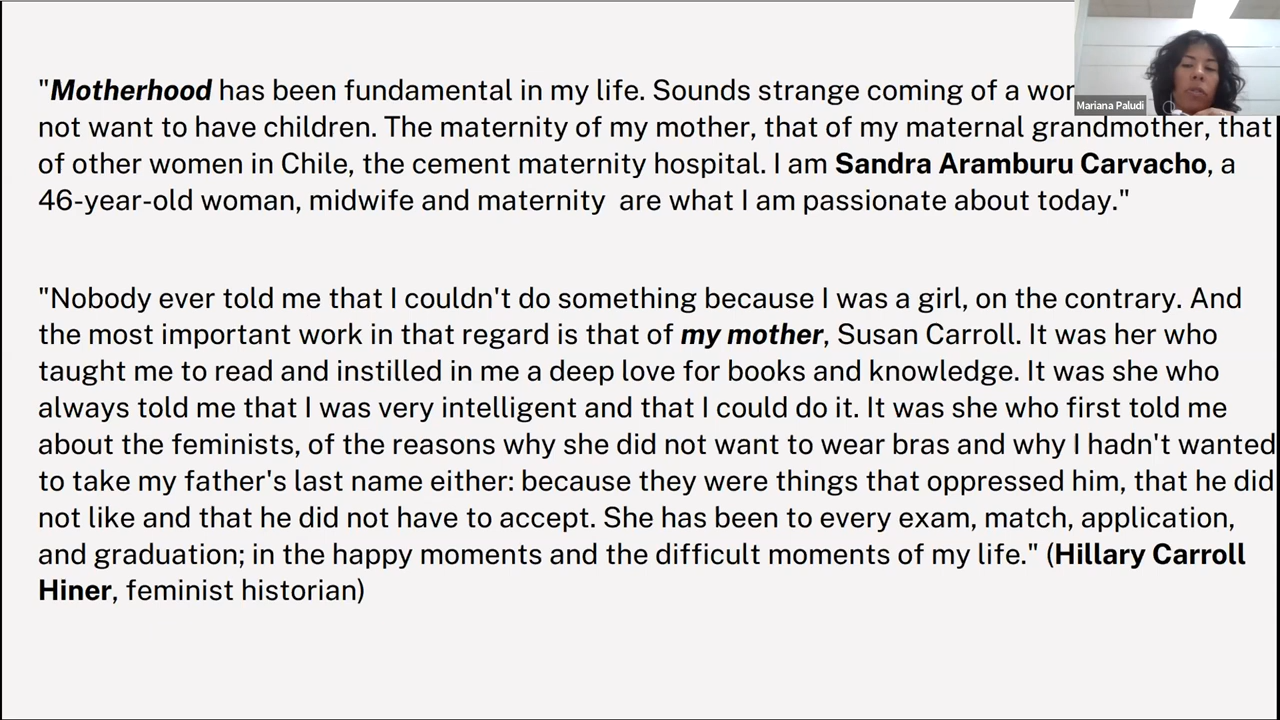 "Motherhood has been fundamental in my life. Sounds strange coming of a
not want to have children. The maternity of my mother, that of my maternal grandmother, that
of other women in Chile, the cement maternity hospital. I am Sandra Aramburu Carvacho, a
46-year-old woman, midwife and maternity are what I am passionate about today."
"Nobody ever told me that I couldn't do something because I was a girl, on the contrary. And
the most important work in that regard is that of my mother, Susan Carroll. It was her who
taught me to read and instilled in me a deep love for books and knowledge. It was she who
always told me that I was very intelligent and that I could do it. It was she who first told me
about the feminists, of the reasons why she did not want to wear bras and why I hadn't wanted
to take my father's last name either: because they were things that oppressed him, that he did
not like and that he did not have to accept. She has been to every exam, match, application,
and graduation; in the happy moments and the difficult moments of my life." (Hillary Carroll
Hiner, feminist historian)
Mariana Paludi